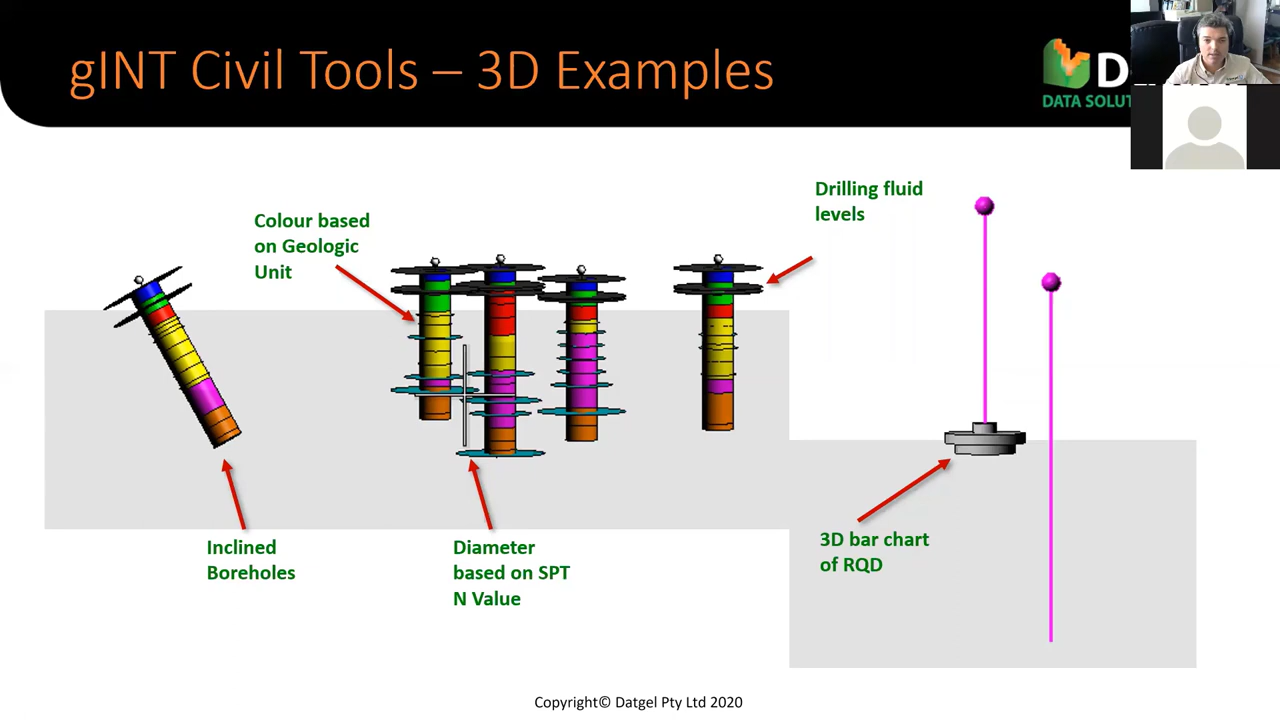 gINT Civil Tools – 3D Examples
D
DATA SOLUT
Drilling fluid
levels
Colour based
on Geologic
Unit
Inclined
Boreholes
Diameter
based on SPT
N Value
3D bar chart
of RQD
Copyright© Datgel Pty Ltd 2020